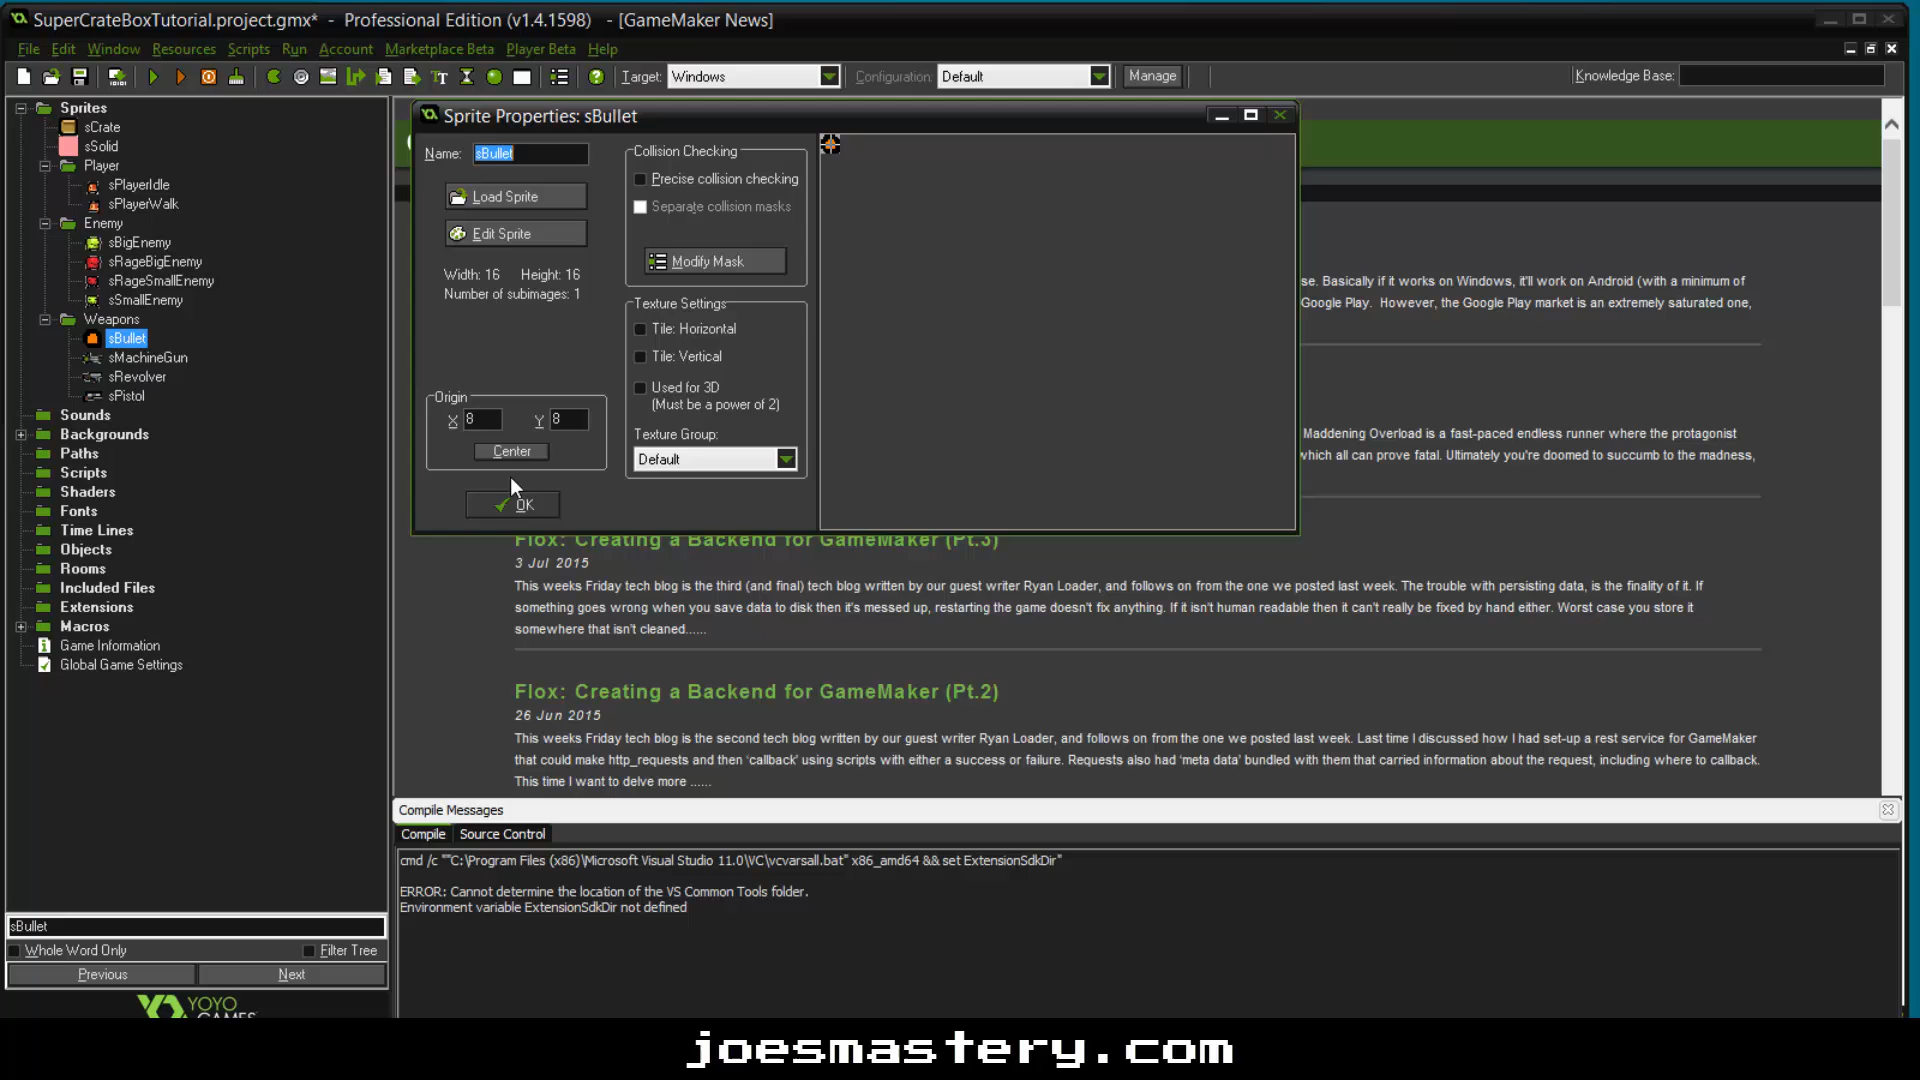 SuperCrateBoxTutorial.project.gmx* - Professional Edition (v1.4.1598) - [GameMaker News]
File Edit Window Resources Scripts Run Account Marketplace Beta Player Beta Help
Target: Windows Configuration: Default Manage Knowledge Base:
Sprites
sCrate
sSolid
Player
sPlayerIdle
sPlayerWalk
Enemy
sBigEnemy
sRageBigEnemy
sRageSmallEnemy
sSmallEnemy
Weapons
sBullet
sMachineGun
sRevolver
sPistol
Sounds
Backgrounds
Paths
Scripts
Shaders
Fonts
Time Lines
Objects
Rooms
Included Files
Extensions
Macros
Game Information
Global Game Settings
sBullet
Whole Word Only Filter Tree
Previous Next
YOYO
GAMES
Sprite Properties: sBullet
Name: sBullet
Load Sprite
Edit Sprite
Width: 16 Height: 16
Number of subimages: 1
Origin
X 8 Y 8
Center
OK
Collision Checking
Precise collision checking
Separate collision masks
Modify Mask
Texture Settings
Tile: Horizontal
Tile: Vertical
Used for 3D
(Must be a power of 2)
Texture Group:
Default
se. Basically if it works on Windows, it'll work on Android (with a minimum of
Google Play. However, the Google Play market is an extremely saturated one,
Maddening Overload is a fast-paced endless runner where the protagonist
which all can prove fatal. Ultimately you're doomed to succumb to the madness,
Flox: Creating a Backend for GameMaker (Pt.3)
3 Jul 2015
This weeks Friday tech blog is the third (and final) tech blog written by our guest writer Ryan Loader, and follows on from the one we posted last week. The trouble with persisting data, is the finality of it. If
something goes wrong when you save data to disk then it's messed up, restarting the game doesn't fix anything. If it isn't human readable then it can't really be fixed by hand either. Worst case you store it
somewhere that isn't cleaned......
Flox: Creating a Backend for GameMaker (Pt.2)
26 Jun 2015
This weeks Friday tech blog is the second tech blog written by our guest writer Ryan Loader, and follows on from the one we posted last week. Last time I discussed how I had set-up a rest service for GameMaker
that could make http_requests and then 'callback' using scripts with either a success or failure. Requests also had 'meta data' bundled with them that carried information about the request, including where to callback.
This time I want to delve more ......
Compile Messages
Compile Source Control
cmd /c ""C:\Program Files (x86)\Microsoft Visual Studio 11.0\VC\vcvarsall.bat" x86_amd64 && set ExtensionSdkDir"
ERROR: Cannot determine the location of the VS Common Tools folder.
Environment variable ExtensionSdkDir not defined
joesmastery.com